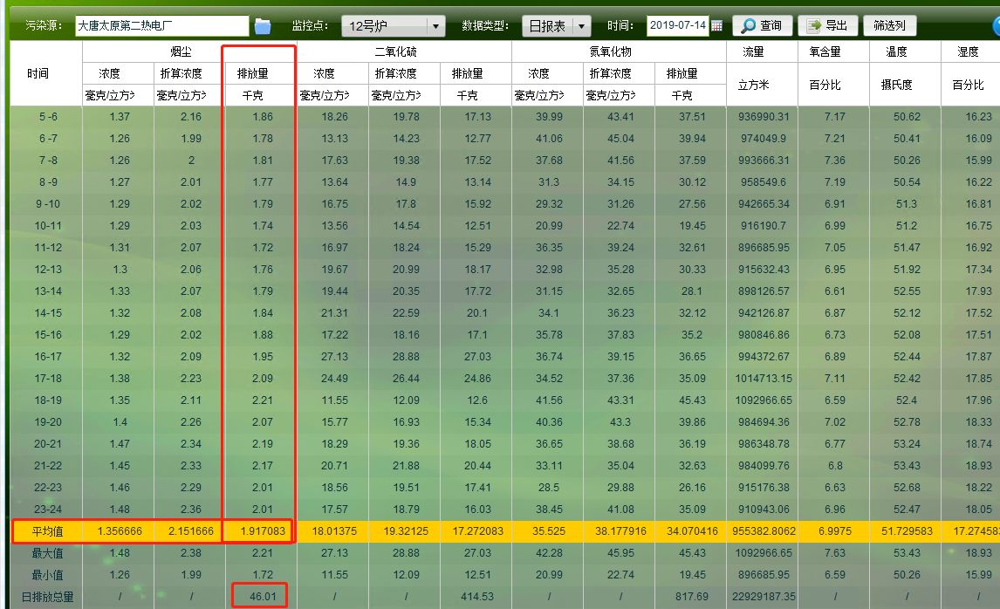 污染源： 大唐太原第二热电厂 监控点： 12号炉 数据类型： 日报表 时间： 2019-07-14 查询 导出 筛选列
时间 烟尘 二氧化硫 氮氧化物 流量 氧含量 温度 湿度
浓度 折算浓度 排放量 浓度 折算浓度 排放量 浓度 折算浓度 排放量 立方米 百分比 摄氏度 百分比
毫克/立方 毫克/立方 千克 毫克/立方 毫克/立方 千克 毫克/立方 毫克/立方 千克
5 -6 1.37 2.16 1.86 18.26 19.78 17.13 39.99 43.41 37.51 936990.31 7.17 50.62 16.23
6 -7 1.26 1.99 1.78 13.13 14.23 12.77 41.06 45.04 39.94 974049.9 7.21 50.41 16.09
7 -8 1.26 2 1.81 17.63 19.38 17.52 37.68 41.56 37.59 993666.31 7.36 50.26 15.99
8 -9 1.27 2.01 1.77 13.64 14.9 13.14 31.3 34.15 30.12 958549.6 7.19 50.54 16.22
9 -10 1.29 2.02 1.79 16.75 17.8 15.92 29.32 31.26 27.56 942665.34 6.91 51.3 16.81
10-11 1.29 2.03 1.74 13.56 14.54 12.51 20.99 22.74 19.45 916190.7 6.99 51.2 16.75
11-12 1.31 2.07 1.72 16.97 18.24 15.29 36.35 39.24 32.61 896685.95 7.05 51.47 16.92
12-13 1.3 2.06 1.76 19.67 20.99 18.17 32.98 35.28 30.33 915632.43 6.95 51.92 17.34
13-14 1.33 2.07 1.79 19.44 20.35 17.72 31.15 32.65 28.1 898126.57 6.61 52.55 17.93
14-15 1.32 2.08 1.84 21.31 22.59 20.1 34.1 36.23 32.12 942126.87 6.87 52.12 17.52
15-16 1.29 2.02 1.88 17.22 18.16 17.1 35.78 37.83 35.2 980846.86 6.73 52.08 17.51
16-17 1.32 2.09 1.95 27.13 28.88 27.03 36.74 39.15 36.65 994372.67 6.89 52.44 17.87
17-18 1.38 2.23 2.09 24.49 26.44 24.86 34.52 37.36 35.09 1014713.15 7.11 52.42 17.85
18-19 1.35 2.11 2.21 11.55 12.09 12.6 41.56 43.31 45.43 1092966.65 6.59 52.4 17.96
19-20 1.4 2.26 2.07 15.77 16.93 15.34 40.36 43.3 39.86 984694.36 7.02 52.78 18.33
20-21 1.47 2.34 2.19 18.29 19.36 18.05 36.65 38.68 36.19 986348.78 6.77 53.24 18.74
21-22 1.45 2.33 2.17 20.71 21.88 20.44 33.11 35.04 32.63 984099.76 6.8 53.43 18.93
22-23 1.46 2.29 2.01 18.56 19.51 17.41 28.5 29.88 26.16 915176.38 6.63 52.68 18.22
23-24 1.48 2.36 2.01 17.57 18.79 16.03 38.45 41.08 35.09 910943.06 6.96 52.47 18.05
平均值 1.356666 2.151666 1.917083 18.01375 19.32125 17.272083 35.525 38.177916 34.070416 955382.8062 6.9975 51.729583 17.27458
最大值 1.48 2.38 2.21 27.13 28.88 27.03 42.28 45.95 45.43 1092966.65 7.63 53.43 18.93
最小值 1.26 1.99 1.72 11.55 12.09 12.51 20.99 22.74 19.45 896685.95 6.59 50.26 15.99
日排放总量 / / 46.01 / / 414.53 / / 817.69 22929187.35 / / /